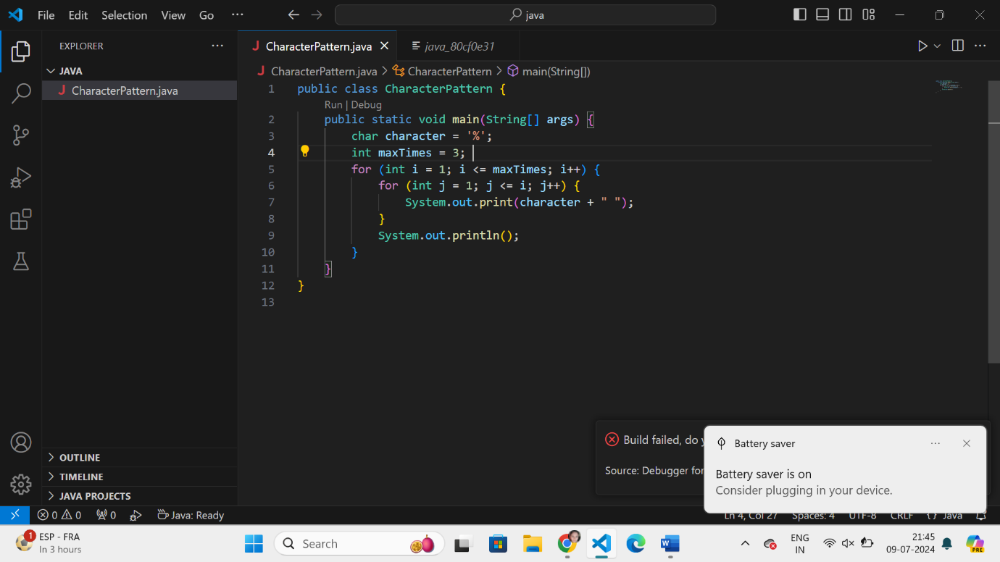 File Edit Selection View Go ...
java
EXPLORER
JAVA
J CharacterPattern.java
J CharacterPattern.java
java_80cf0e31
J CharacterPattern.java > CharacterPattern > main(String[])
1 public class CharacterPattern {
Run | Debug
2 public static void main(String[] args) {
3 char character = '%';
4 int maxTimes = 3;
5 for (int i = 1; i <= maxTimes; i++) {
6 for (int j = 1; j <= i; j++) {
7 System.out.print(character + " ");
8 }
9 System.out.println();
10 }
11 }
12 }
13
OUTLINE
TIMELINE
JAVA PROJECTS
Build failed, do y
Source: Debugger for
Battery saver
Battery saver is on
Consider plugging in your device.
0 0 0 Java: Ready
Ln 4, Col 27 Spaces: 4 UTF-8 CRLF {} Java
1
ESP - FRA
In 3 hours
Search
PRE
ENG
IN
21:45
09-07-2024
PRE